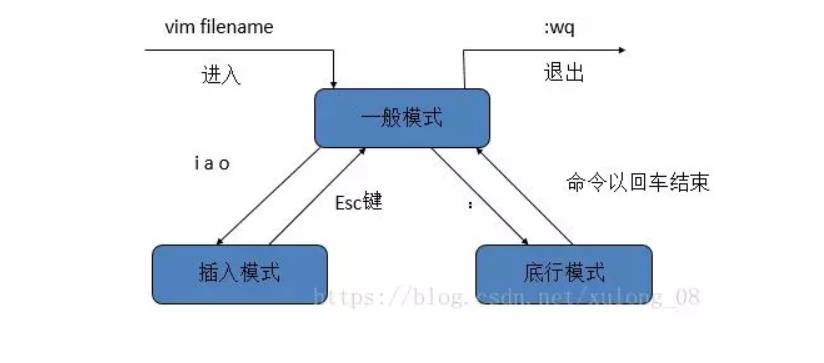 vim filename
:wq
进入
退出
一般模式
i a o
Esc键
：
命令以回车结束
插入模式
底行模式
https://blog.csdn.net/xulong_08